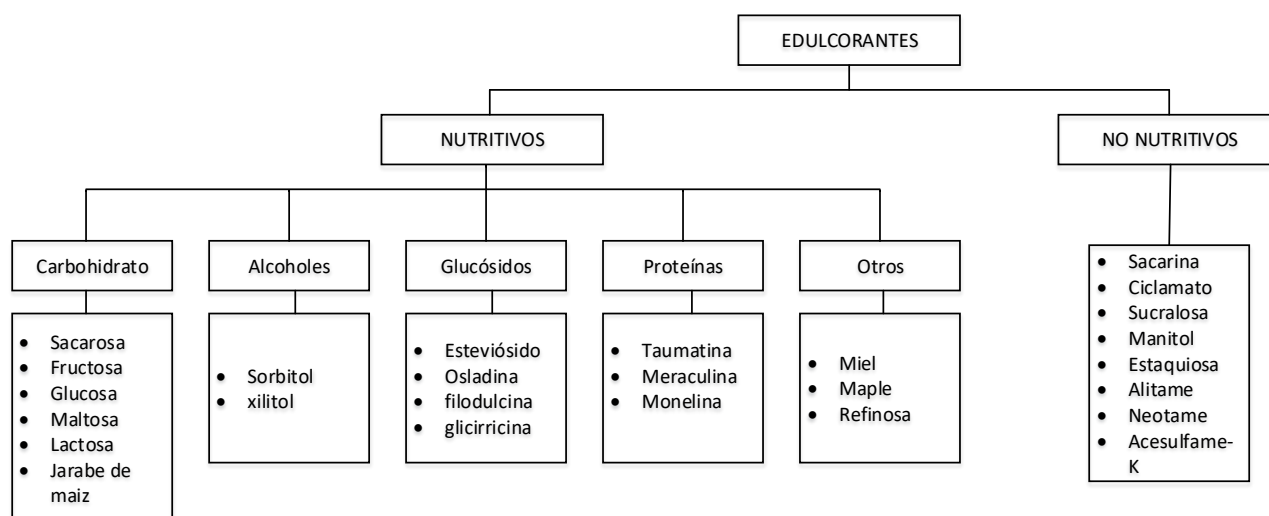 EDULCORANTES
NUTRITIVOS
NO NUTRITIVOS
Carbohidrato
Alcoholes
Glucósidos
Proteínas
Otros
• Sacarosa
• Fructosa
• Glucosa
• Maltosa
• Lactosa
• Jarabe de
maiz
• Sorbitol
• xilitol
• Esteviósido
• Osladina
• filodulcina
• glicirricina
• Taumatina
• Meraculina
• Monelina
• Miel
• Maple
• Refinosa
• Sacarina
• Ciclamato
• Sucralosa
• Manitol
• Estaquiosa
• Alitame
• Neotame
• Acesulfame-
K